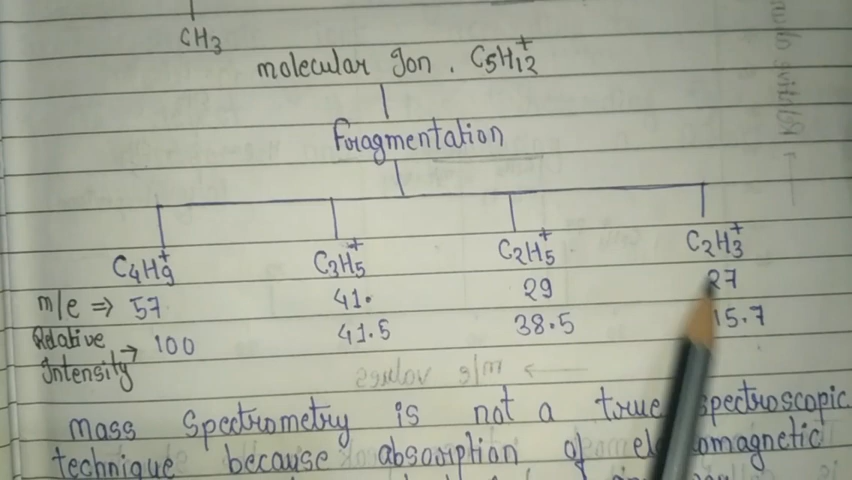 CH3
molecular Ion . C5H12+
Fragmentation
C4H9+ C3H5+ C2H5+ C2H3+
m/e ⇒ 57 41. 29 27
Relative Intensity → 100 41.5 38.5 15.7
m/e values
mass Spectrometry is not a true spectroscopic
technique because absorption of electromagnetic